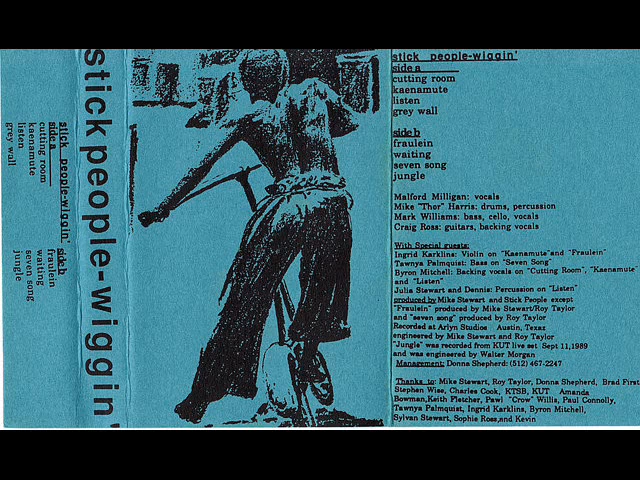 stick people-wiggin'
side a
cutting room
kaenamute
listen
grey wall
side b
fraulein
waiting
seven song
jungle
stick people-wiggin'
stick people-wiggin'
side a
cutting room
kaenamute
listen
grey wall
side b
fraulein
waiting
seven song
jungle
Malford Milligan: vocals
Mike "Thor" Harris: drums, percussion
Mark Williams: bass, cello, vocals
Craig Ross: guitars, backing vocals
With Special guests:
Ingrid Karklins: Violin on "Kaenamute"and "Fraulein"
Tawnya Palmquist: Bass on "Seven Song"
Byron Mitchell: Backing vocals on "Cutting Room", "Kaenamute"
and "Listen"
Julia Stewart and Dennis: Percussion on "Listen"
produced by Mike Stewart and Stick People except
"Fraulein" produced by Mike Stewart/Roy Taylor
and "seven song" produced by Roy Taylor
Recorded at Arlyn Studios Austin, Texas
engineered by Mike Stewart and Roy Taylor
"Jungle" was recorded from KUT live set Sept 11,1989
and was engineered by Walter Morgan
Management: Donna Shepherd: (512) 467-2247
Thanks to: Mike Stewart, Roy Taylor, Donna Shepherd, Brad First
Stephen Wise, Charles Cook, KTSB, KUT Amanda
Bowman,Keith Fletcher, Pawl "Crow" Willis, Paul Connolly,
Tawnya Palmquist, Ingrid Karklins, Byron Mitchell,
Sylvan Stewart, Sophie Ross,and Kevin